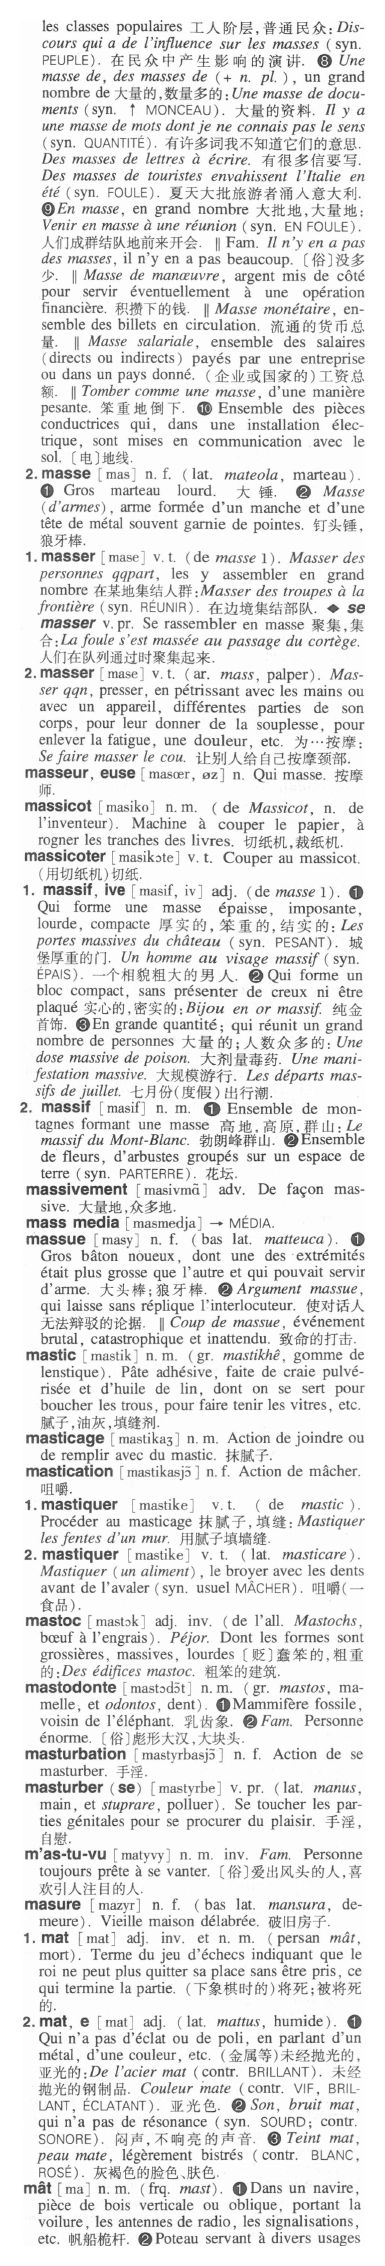 les classes populaires 工人阶层,普通民众: Dis-
cours qui a de l'influence sur les masses (syn.
PEUPLE). 在民众中产生影响的演讲. ❽ Une
masse de, des masses de (+ n. pl.), un grand
nombre de 大量的,数量多的: Une masse de docu-
ments (syn. ↑ MONCEAU). 大量的资料. Il y a
une masse de mots dont je ne connais pas le sens
(syn. QUANTITÉ). 有许多词我不知道它们的意思.
Des masses de lettres à écrire. 有很多信要写.
Des masses de touristes envahissent l'Italie en
été (syn. FOULE). 夏天大批旅游者涌入意大利.
❾ En masse, en grand nombre 大批地,大量地:
Venir en masse à une réunion (syn. EN FOULE).
人们成群结队地前来开会. ‖ Fam. Il n'y en a pas
des masses, il n'y en a pas beaucoup. 〔俗〕没多
少. ‖ Masse de manœuvre, argent mis de côté
pour servir éventuellement à une opération
financière. 积攒下的钱. ‖ Masse monétaire, en-
semble des billets en circulation. 流通的货币总
量. ‖ Masse salariale, ensemble des salaires
(directs ou indirects) payés par une entreprise
ou dans un pays donné. (企业或国家的)工资总
额. ‖ Tomber comme une masse, d'une manière
pesante. 笨重地倒下. ❿ Ensemble des pièces
conductrices qui, dans une installation élec-
trique, sont mises en communication avec le
sol. 〔电〕地线.
2. masse [mas] n. f. (lat. mateola, marteau).
❶ Gros marteau lourd. 大锤. ❷ Masse
(d'armes), arme formée d'un manche et d'une
tête de métal souvent garnie de pointes. 钉头锤,
狼牙棒.
1. masser [mase] v. t. (de masse 1). Masser des
personnes qqpart, les y assembler en grand
nombre 在某地集结人群: Masser des troupes à la
frontière (syn. RÉUNIR). 在边境集结部队. ◆ se
masser v. pr. Se rassembler en masse 聚集,集
合: La foule s'est massée au passage du cortège.
人们在队列通过时聚集起来.
2. masser [mase] v. t. (ar. mass, palper). Mas-
ser qqn, presser, en pétrissant avec les mains ou
avec un appareil, différentes parties de son
corps, pour leur donner de la souplesse, pour
enlever la fatigue, une douleur, etc. 为…按摩:
Se faire masser le cou. 让别人给自己按摩颈部.
masseur, euse [masœr, øz] n. Qui masse. 按摩
师.
massicot [masiko] n. m. (de Massicot, n. de
l'inventeur). Machine à couper le papier, à
rogner les tranches des livres. 切纸机,裁纸机.
massicoter [masikɔte] v. t. Couper au massicot.
(用切纸机)切纸.
1. massif, ive [masif, iv] adj. (de masse 1). ❶
Qui forme une masse épaisse, imposante,
lourde, compacte 厚实的,笨重的,结实的: Les
portes massives du château (syn. PESANT). 城
堡厚重的门. Un homme au visage massif (syn.
ÉPAIS). 一个相貌粗大的男人. ❷ Qui forme un
bloc compact, sans présenter de creux ni être
plaqué 实心的,密实的: Bijou en or massif. 纯金
首饰. ❸ En grande quantité; qui réunit un grand
nombre de personnes 大量的;人数众多的: Une
dose massive de poison. 大剂量毒药. Une mani-
festation massive. 大规模游行. Les départs mas-
sifs de juillet. 七月份(度假)出行潮.
2. massif [masif] n. m. ❶ Ensemble de mon-
tagnes formant une masse 高地,高原,群山: Le
massif du Mont-Blanc. 勃朗峰群山. ❷ Ensemble
de fleurs, d'arbustes groupés sur un espace de
terre (syn. PARTERRE). 花坛.
massivement [masivmɑ̃] adv. De façon mas-
sive. 大量地,众多地.
mass media [masmedja] → MÉDIA.
massue [masy] n. f. (bas lat. matteuca). ❶
Gros bâton noueux, dont une des extrémités
était plus grosse que l'autre et qui pouvait servir
d'arme. 大头棒;狼牙棒. ❷ Argument massue,
qui laisse sans réplique l'interlocuteur. 使对话人
无法辩驳的论据. ‖ Coup de massue, événement
brutal, catastrophique et inattendu. 致命的打击.
mastic [mastik] n. m. (gr. mastikhê, gomme de
lenstique). Pâte adhésive, faite de craie pulvé-
risée et d'huile de lin, dont on se sert pour
boucher les trous, pour faire tenir les vitres, etc.
腻子,油灰,填缝剂.
masticage [mastikaʒ] n. m. Action de joindre ou
de remplir avec du mastic. 抹腻子.
mastication [mastikasjɔ̃] n. f. Action de mâcher.
咀嚼.
1. mastiquer [mastike] v. t. (de mastic).
Procéder au masticage 抹腻子,填缝: Mastiquer
les fentes d'un mur. 用腻子填墙缝.
2. mastiquer [mastike] v. t. (lat. masticare).
Mastiquer (un aliment), le broyer avec les dents
avant de l'avaler (syn. usuel MÂCHER). 咀嚼(一
食品).
mastoc [mastɔk] adj. inv. (de l'all. Mastochs,
bœuf à l'engrais). Péjor. Dont les formes sont
grossières, massives, lourdes 〔贬〕蠢笨的,粗重
的: Des édifices mastoc. 粗笨的建筑.
mastodonte [mastɔdɔ̃t] n. m. (gr. mastos, ma-
melle, et odontos, dent). ❶ Mammifère fossile,
voisin de l'éléphant. 乳齿象. ❷ Fam. Personne
énorme. 〔俗〕彪形大汉,大块头.
masturbation [mastyrbasjɔ̃] n. f. Action de se
masturber. 手淫.
masturber (se) [mastyrbe] v. pr. (lat. manus,
main, et stuprare, polluer). Se toucher les par-
ties génitales pour se procurer du plaisir. 手淫,
自慰.
m'as-tu-vu [matyvy] n. m. inv. Fam. Personne
toujours prête à se vanter. 〔俗〕爱出风头的人,喜
欢引人注目的人.
masure [mazyr] n. f. (bas lat. mansura, de-
meure). Vieille maison délabrée. 破旧房子.
1. mat [mat] adj. inv. et n. m. (persan mât,
mort). Terme du jeu d'échecs indiquant que le
roi ne peut plus quitter sa place sans être pris, ce
qui termine la partie. (下象棋时的)将死;被将死
的.
2. mat, e [mat] adj. (lat. mattus, humide). ❶
Qui n'a pas d'éclat ou de poli, en parlant d'un
métal, d'une couleur, etc. (金属等)未经抛光的,
亚光的: De l'acier mat (contr. BRILLANT). 未经
抛光的钢制品. Couleur mate (contr. VIF, BRIL-
LANT, ÉCLATANT). 亚光色. ❷ Son, bruit mat,
qui n'a pas de résonance (syn. SOURD; contr.
SONORE). 闷声,不响亮的声音. ❸ Teint mat,
peau mate, légèrement bistrés (contr. BLANC,
ROSÉ). 灰褐色的脸色、肤色.
mât [mɑ] n. m. (frq. mast). ❶ Dans un navire,
pièce de bois verticale ou oblique, portant la
voilure, les antennes de radio, les signalisations,
etc. 帆船桅杆. ❷ Poteau servant à divers usages